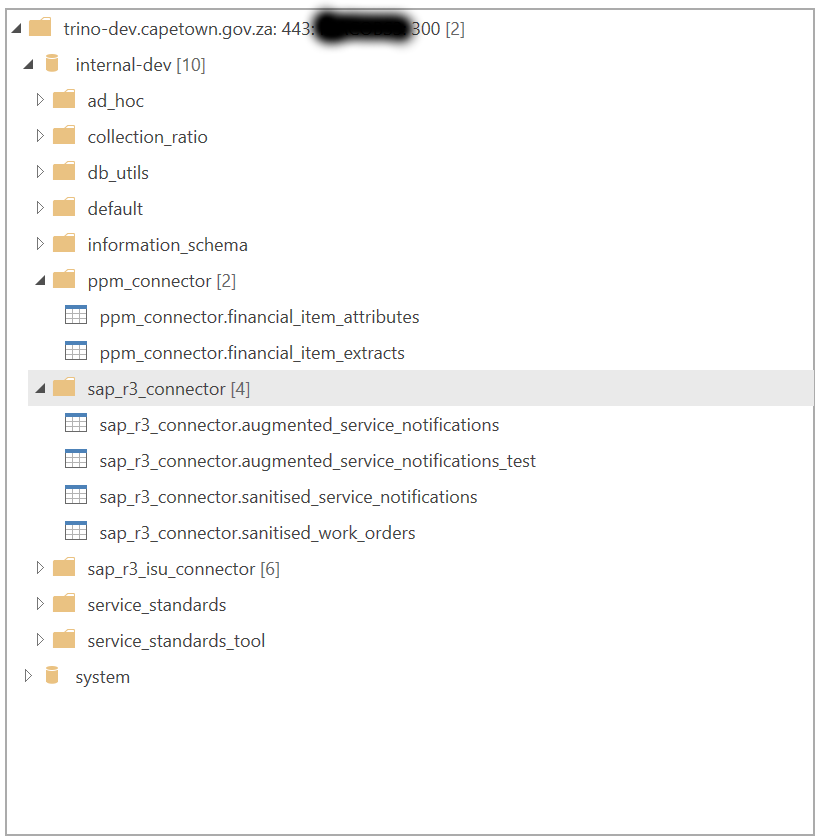 trino-dev.capetown.gov.za: 443: 300 [2]
internal-dev [10]
ad_hoc
collection_ratio
db_utils
default
information_schema
ppm_connector [2]
ppm_connector.financial_item_attributes
ppm_connector.financial_item_extracts
sap_r3_connector [4]
sap_r3_connector.augmented_service_notifications
sap_r3_connector.augmented_service_notifications_test
sap_r3_connector.sanitised_service_notifications
sap_r3_connector.sanitised_work_orders
sap_r3_isu_connector [6]
service_standards
service_standards_tool
system